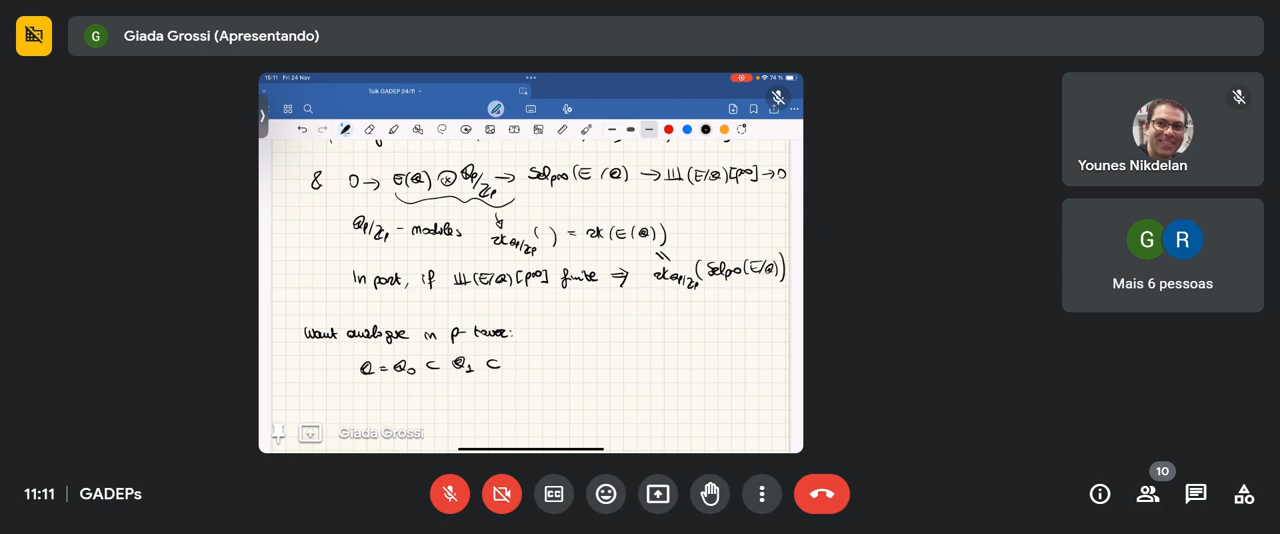 G Giada Grossi (Apresentando)
15:11 Fri 24 Nov
74 %
Talk GADEP 24/11
& 0 → E(Q) ⊗ Qp/Zp → Selp∞(E/Q) → Ш(E/Q)[p∞] → 0
Qp/Zp - modules rkQp/Zp ( ) = rk(E(Q))
In part, if Ш(E/Q)[p∞] finite ⇒ rkQp/Zp(Selp∞(E/Q))
Want analogue in p- tower:
Q = Q0 ⊂ Q1 ⊂
Giada Grossi
Younes Nikdelan
G R
Mais 6 pessoas
11:11 | GADEPs
10